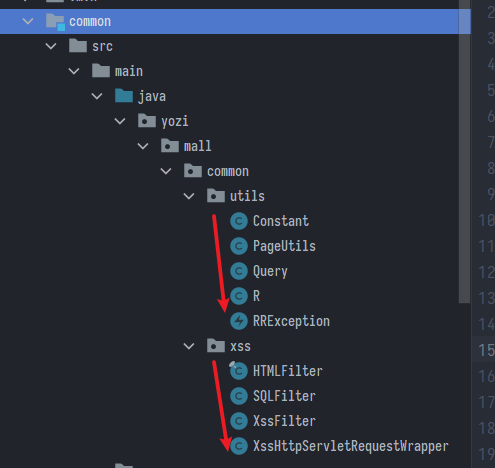 common
src
main
java
yozi
mall
common
utils
Constant
PageUtils
Query
R
RRException
xss
HTMLFilter
SQLFilter
XssFilter
XssHttpServletRequestWrapper
2
3
4
5
6
7
8
9
10
11
12
13
14
15
16
17
18
19